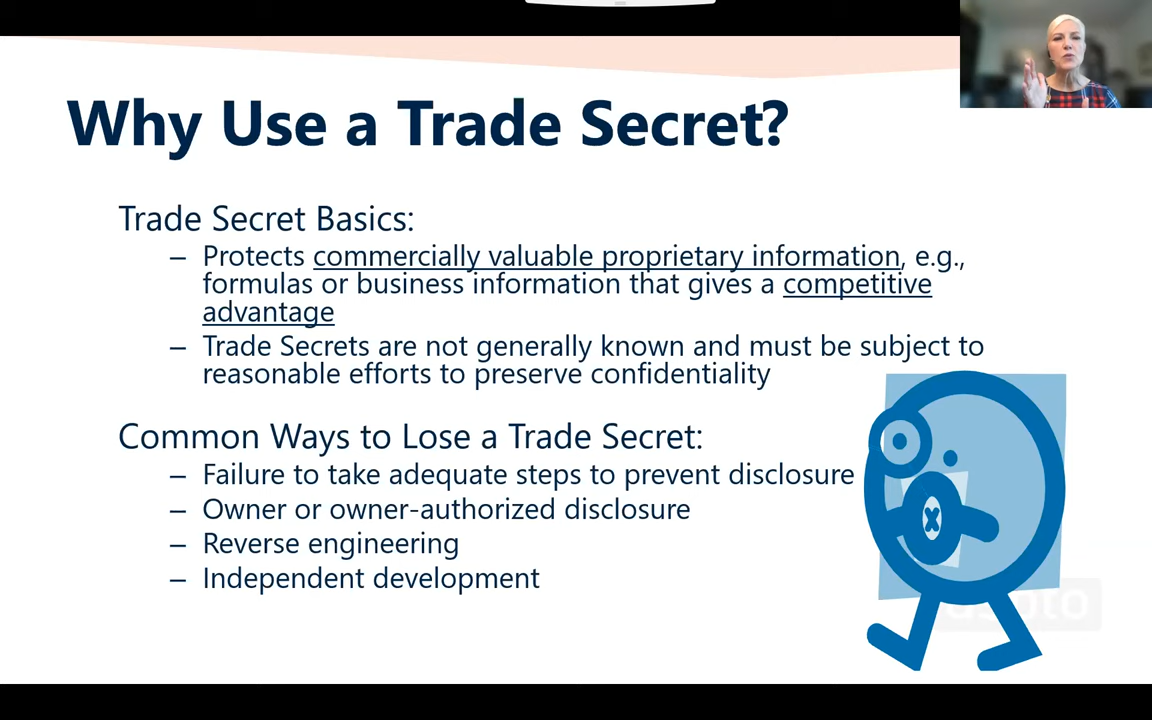 Why Use a Trade Secret?
Trade Secret Basics:
– Protects commercially valuable proprietary information, e.g.,
formulas or business information that gives a competitive
advantage
– Trade Secrets are not generally known and must be subject to
reasonable efforts to preserve confidentiality
Common Ways to Lose a Trade Secret:
– Failure to take adequate steps to prevent disclosure
– Owner or owner-authorized disclosure
– Reverse engineering
– Independent development